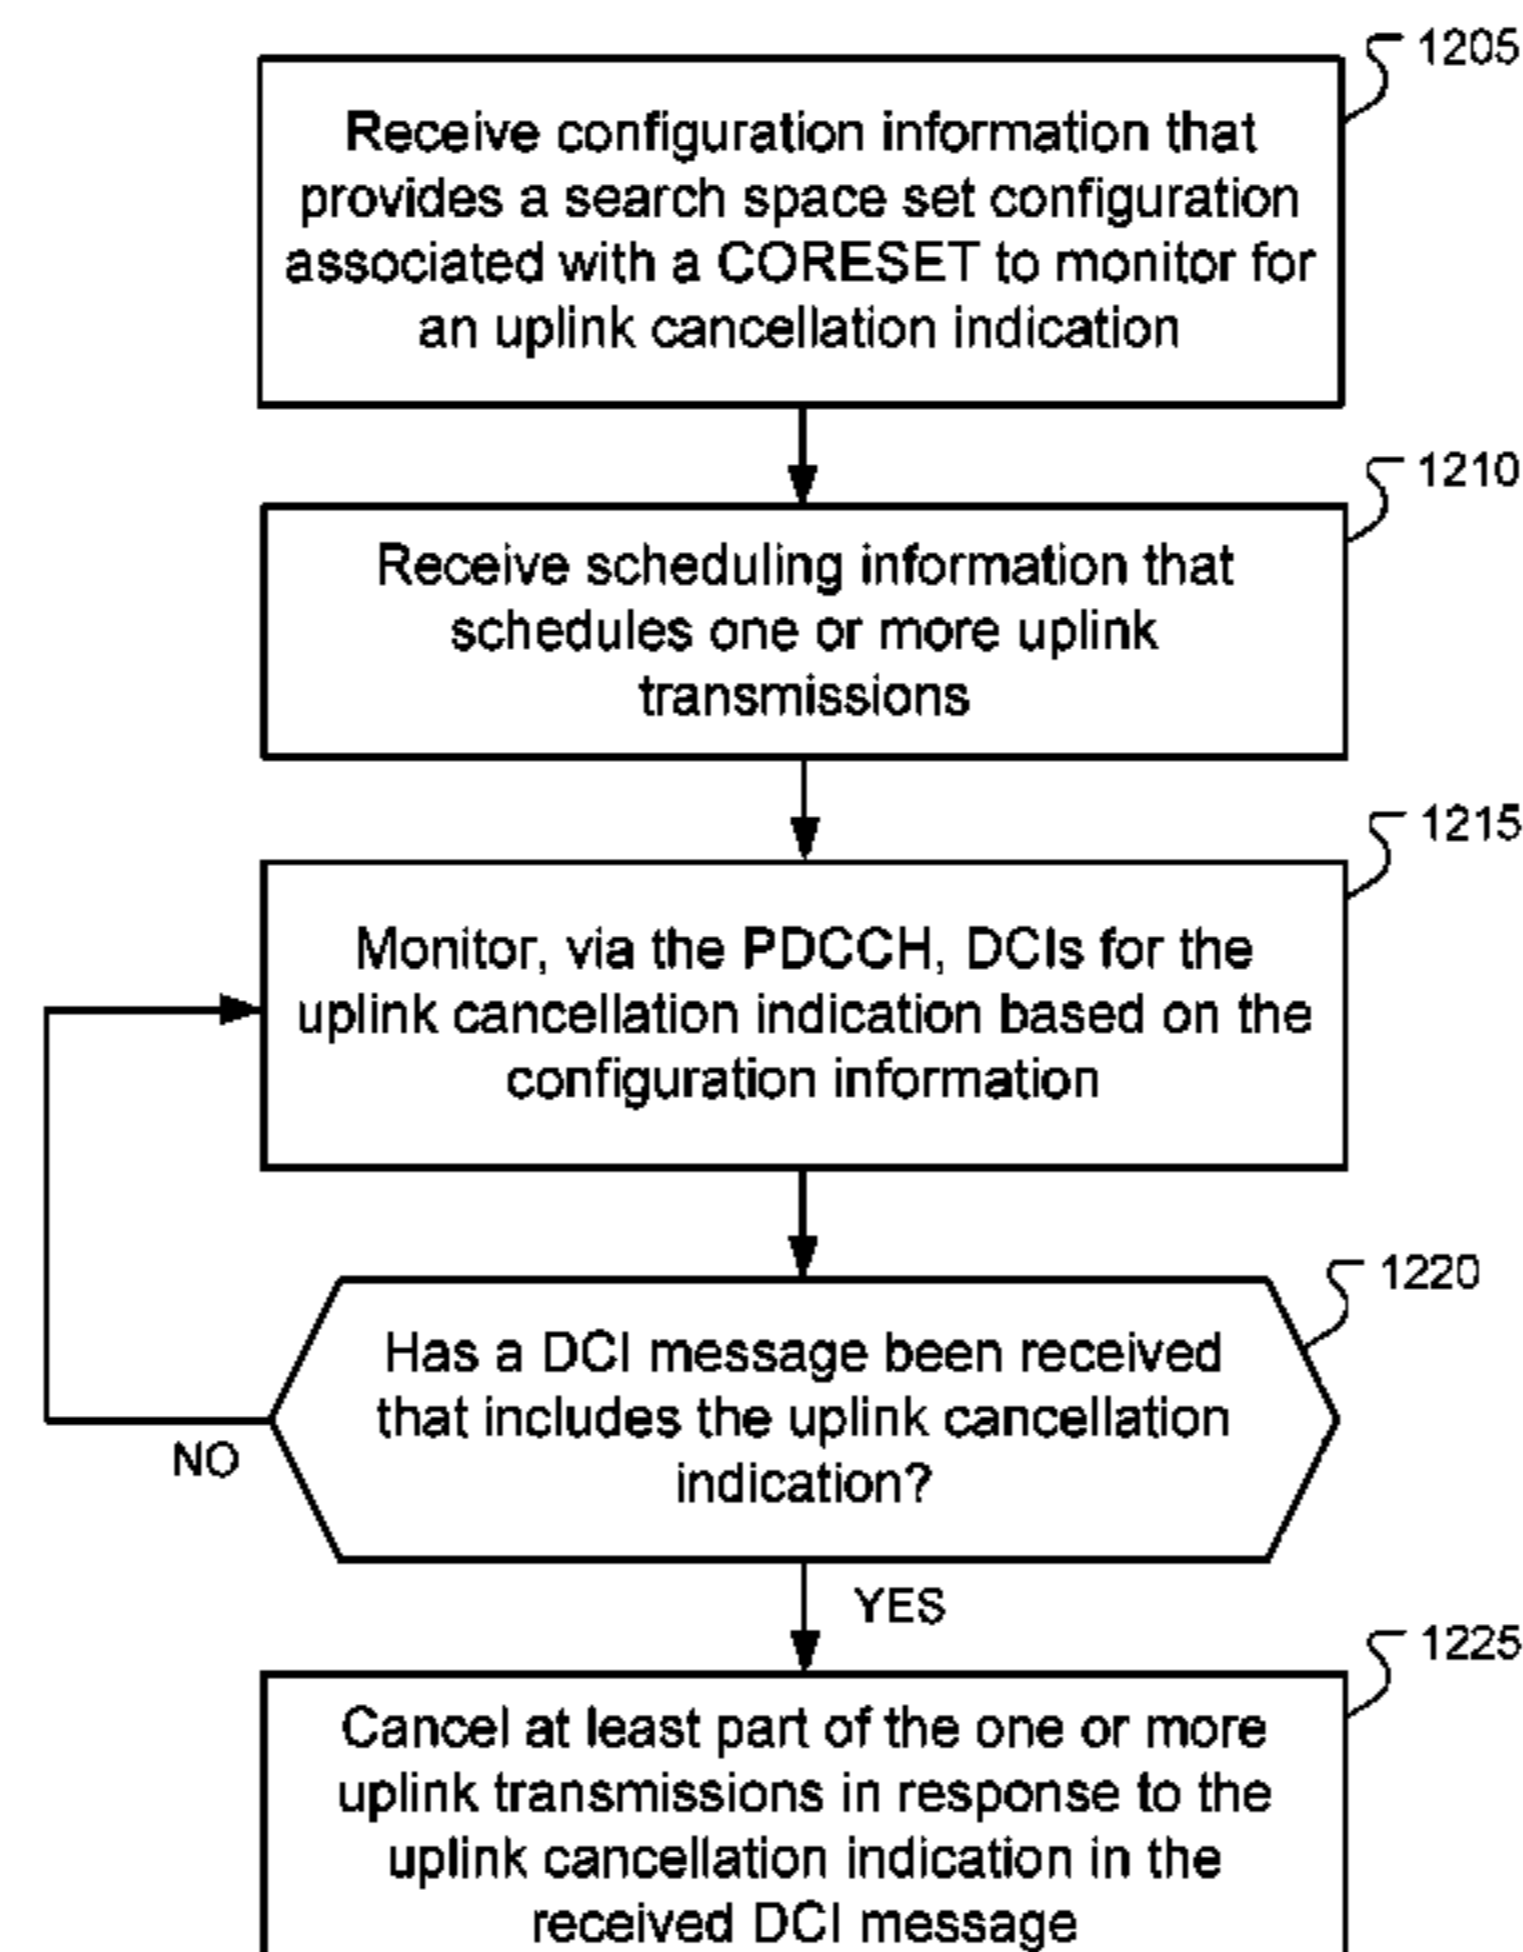 1205
Receive configuration information that
provides a search space set configuration
associated with a CORESET to monitor for
an uplink cancellation indication
1210
Receive scheduling information that
schedules one or more uplink
transmissions
1215
Monitor, via the PDCCH, DCIs for the
uplink cancellation indication based on the
configuration information
1220
Has a DCI message been received
that includes the uplink cancellation
indication?
NO
YES
1225
Cancel at least part of the one or more
uplink transmissions in response to the
uplink cancellation indication in the
received DCI message